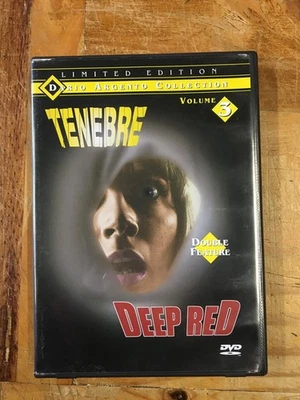 LIMITED EDITION
DARIO ARGENTO COLLECTION
VOLUME 3
TENEBRE
DOUBLE
FEATURE
DEEP RED
DVD